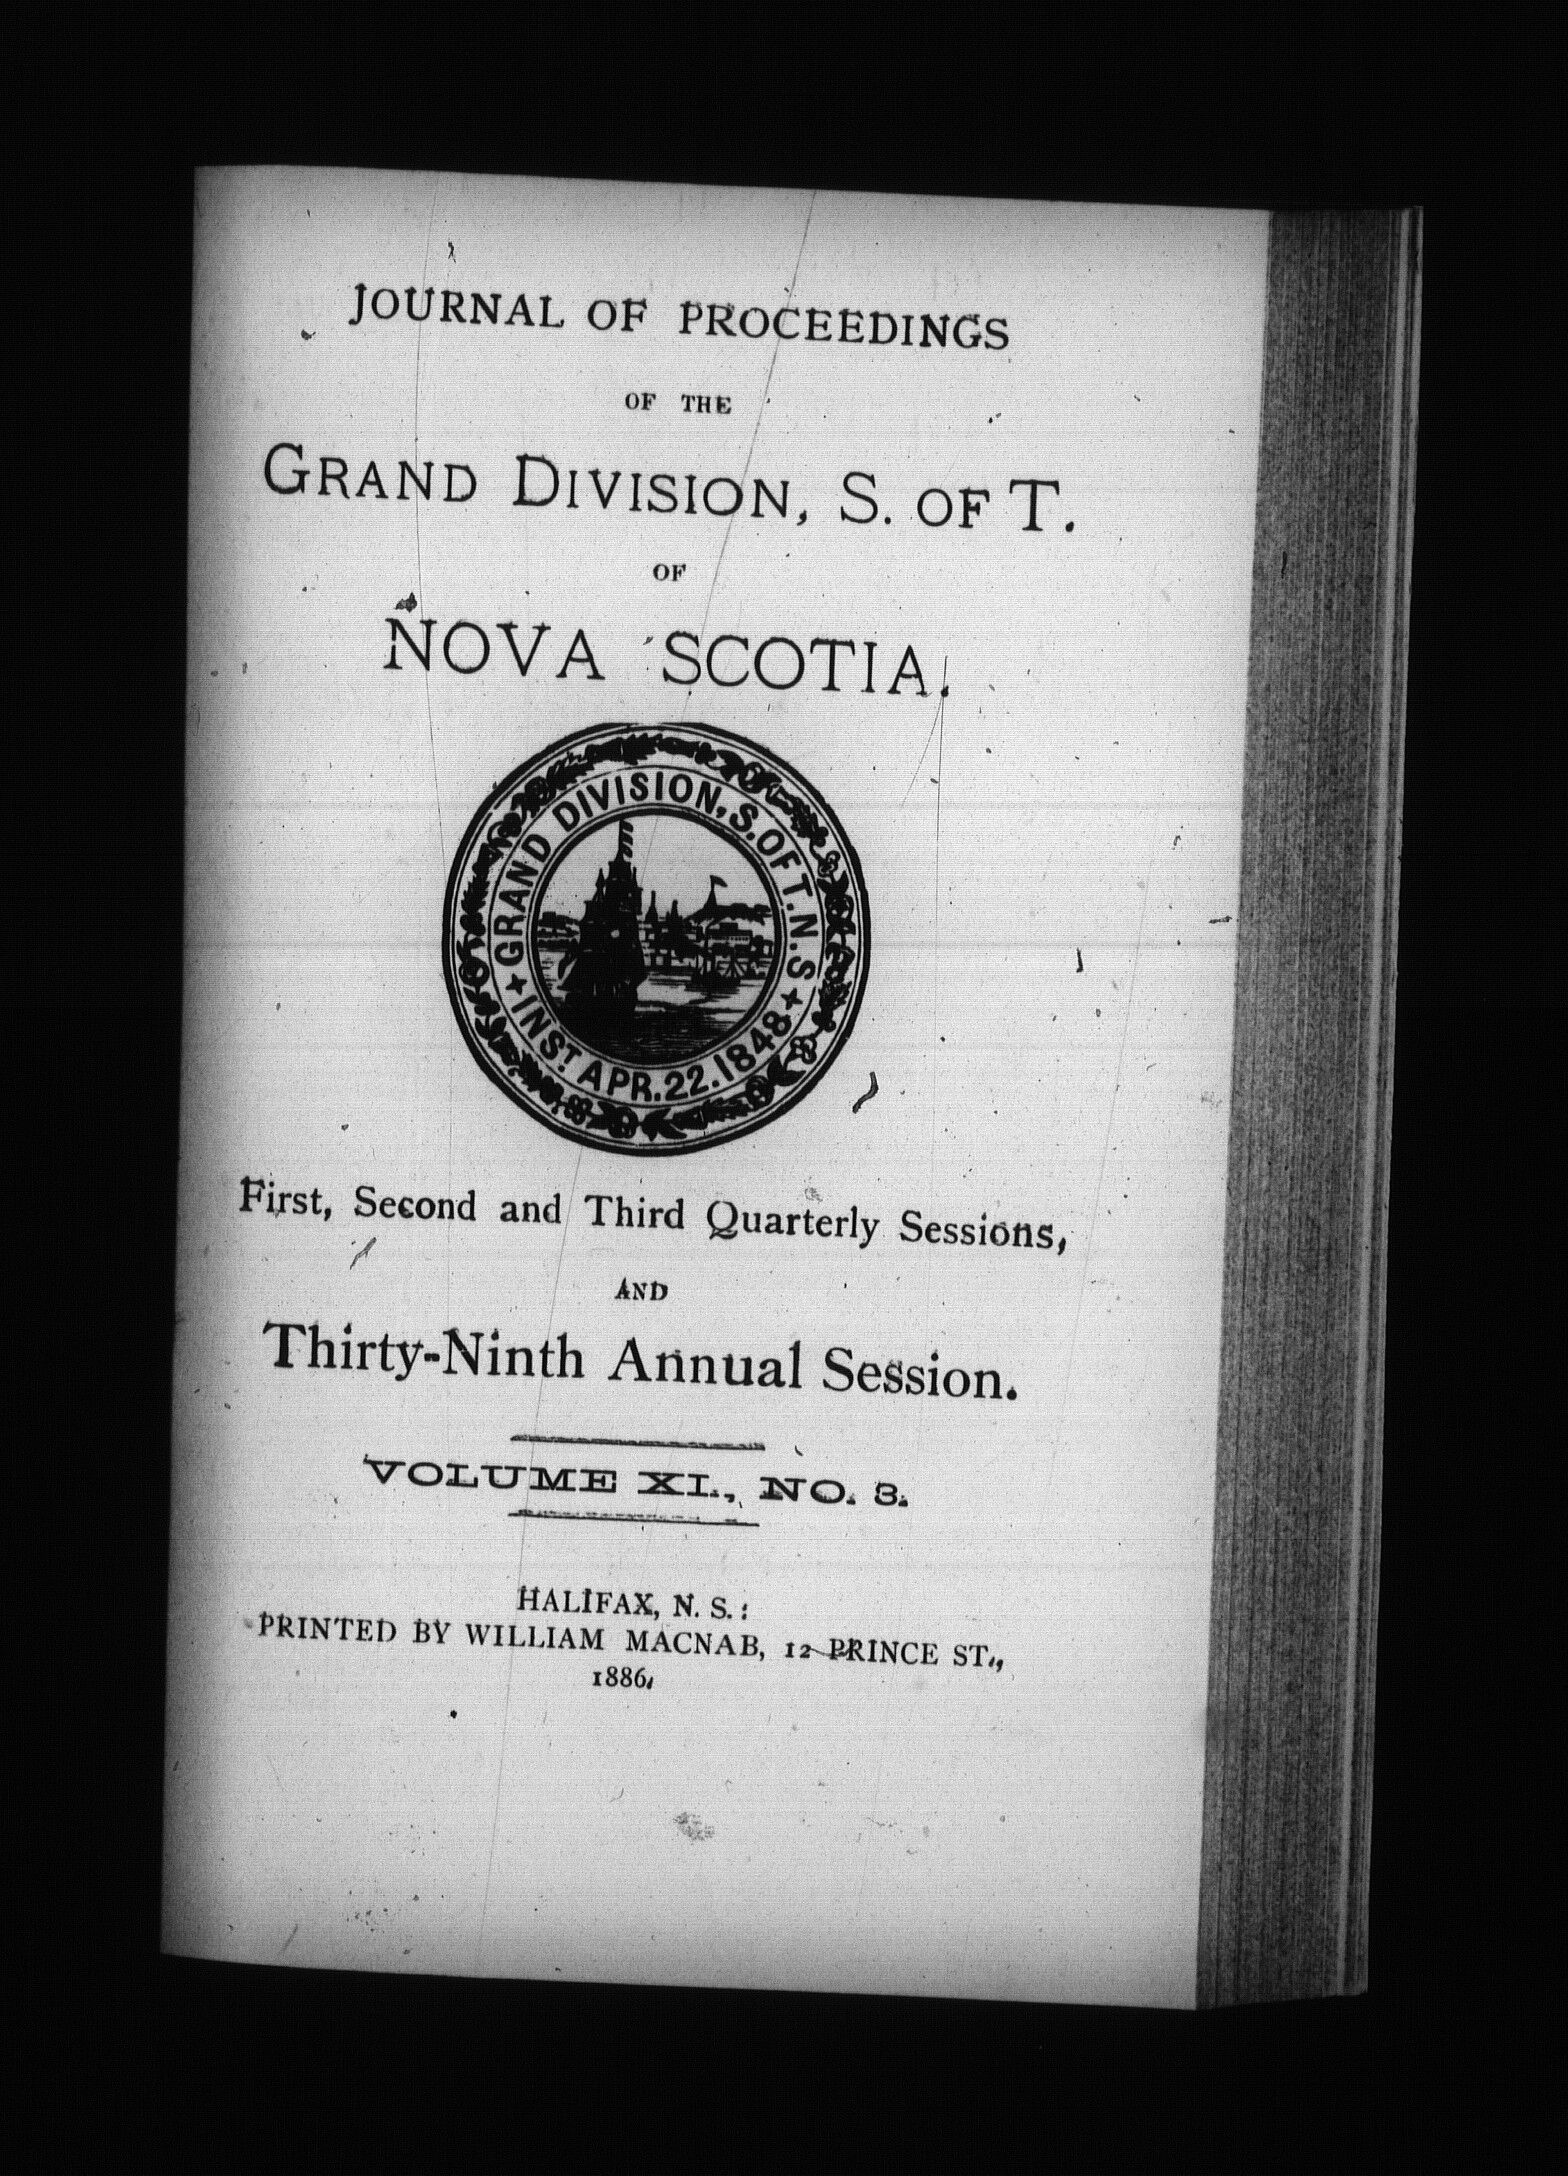 JOURNAL OF PROCEEDINGS
OF THE
GRAND DIVISION, S. OF T.
OF
NOVA SCOTIA.
GRAND DIVISION, S. OF T. N. S
INST. APR. 22. 1848
First, Second and Third Quarterly Sessions,
AND
Thirty-Ninth Annual Session.
VOLUME XI., NO. 3.
HALIFAX, N. S.:
PRINTED BY WILLIAM MACNAB, 12 PRINCE ST.,
1886.